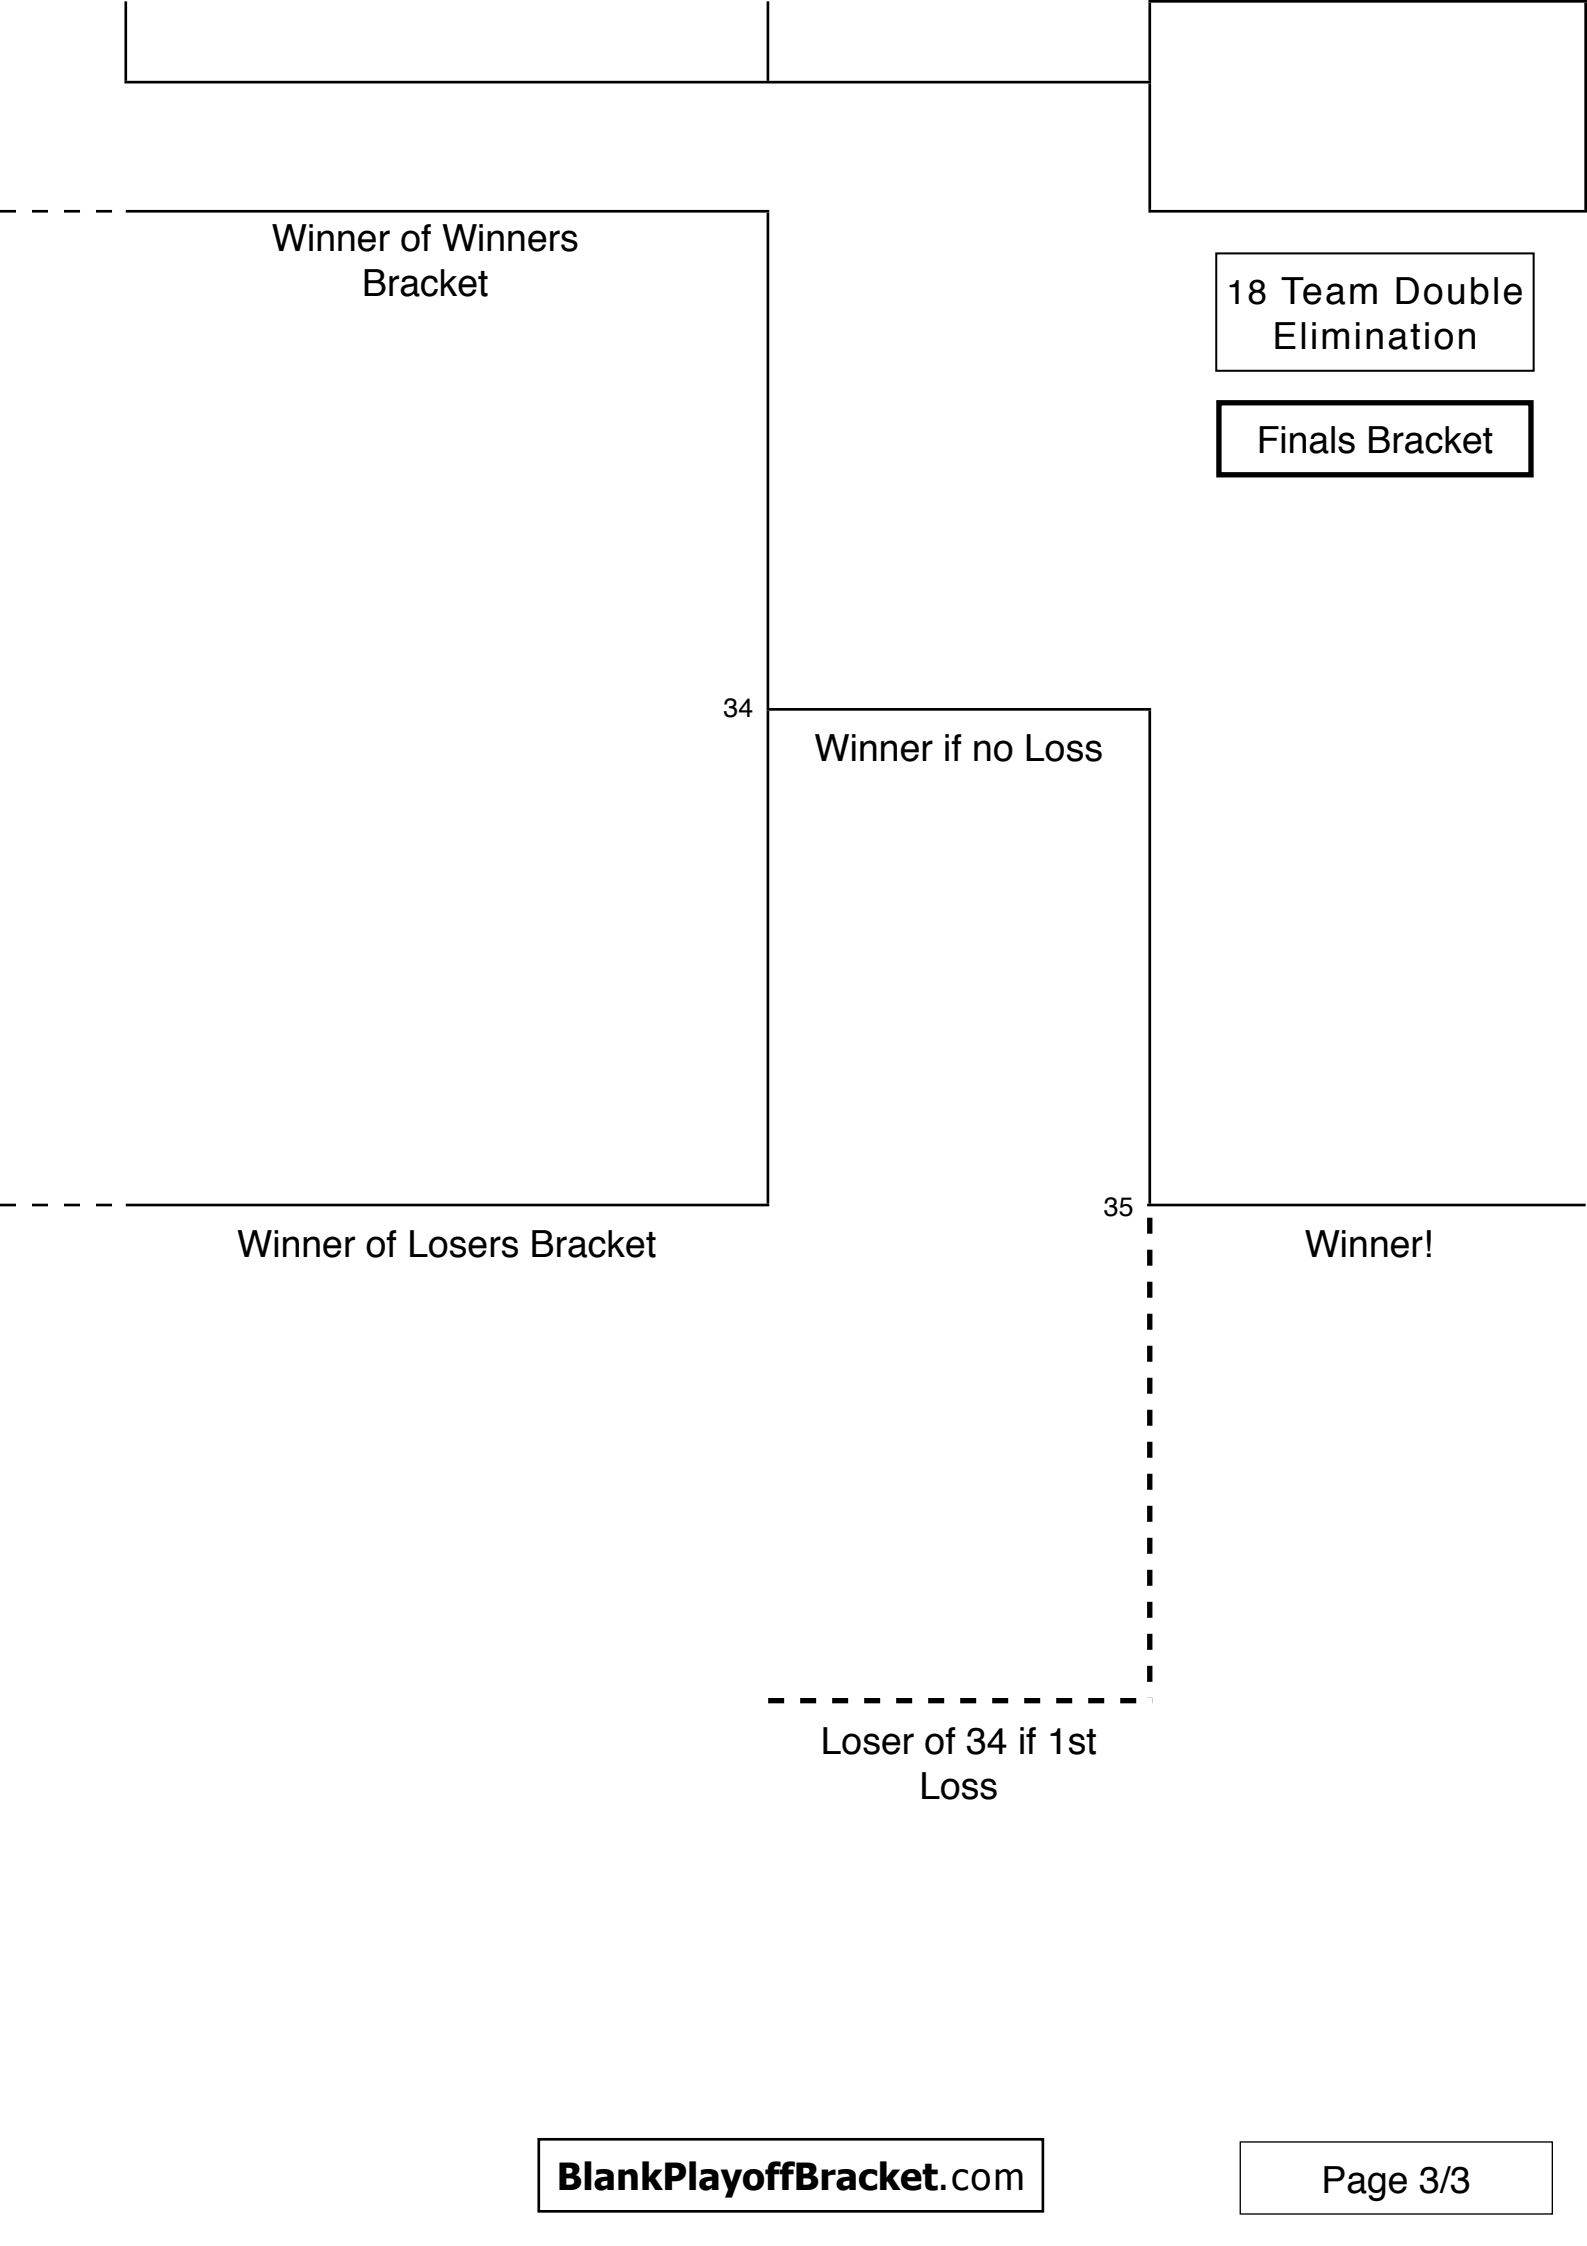 Winner of Winners
Bracket
18 Team Double
Elimination
Finals Bracket
34
Winner if no Loss
35
Winner of Losers Bracket
Winner!
Loser of 34 if 1st
Loss
BlankPlayoffBracket.com
Page 3/3